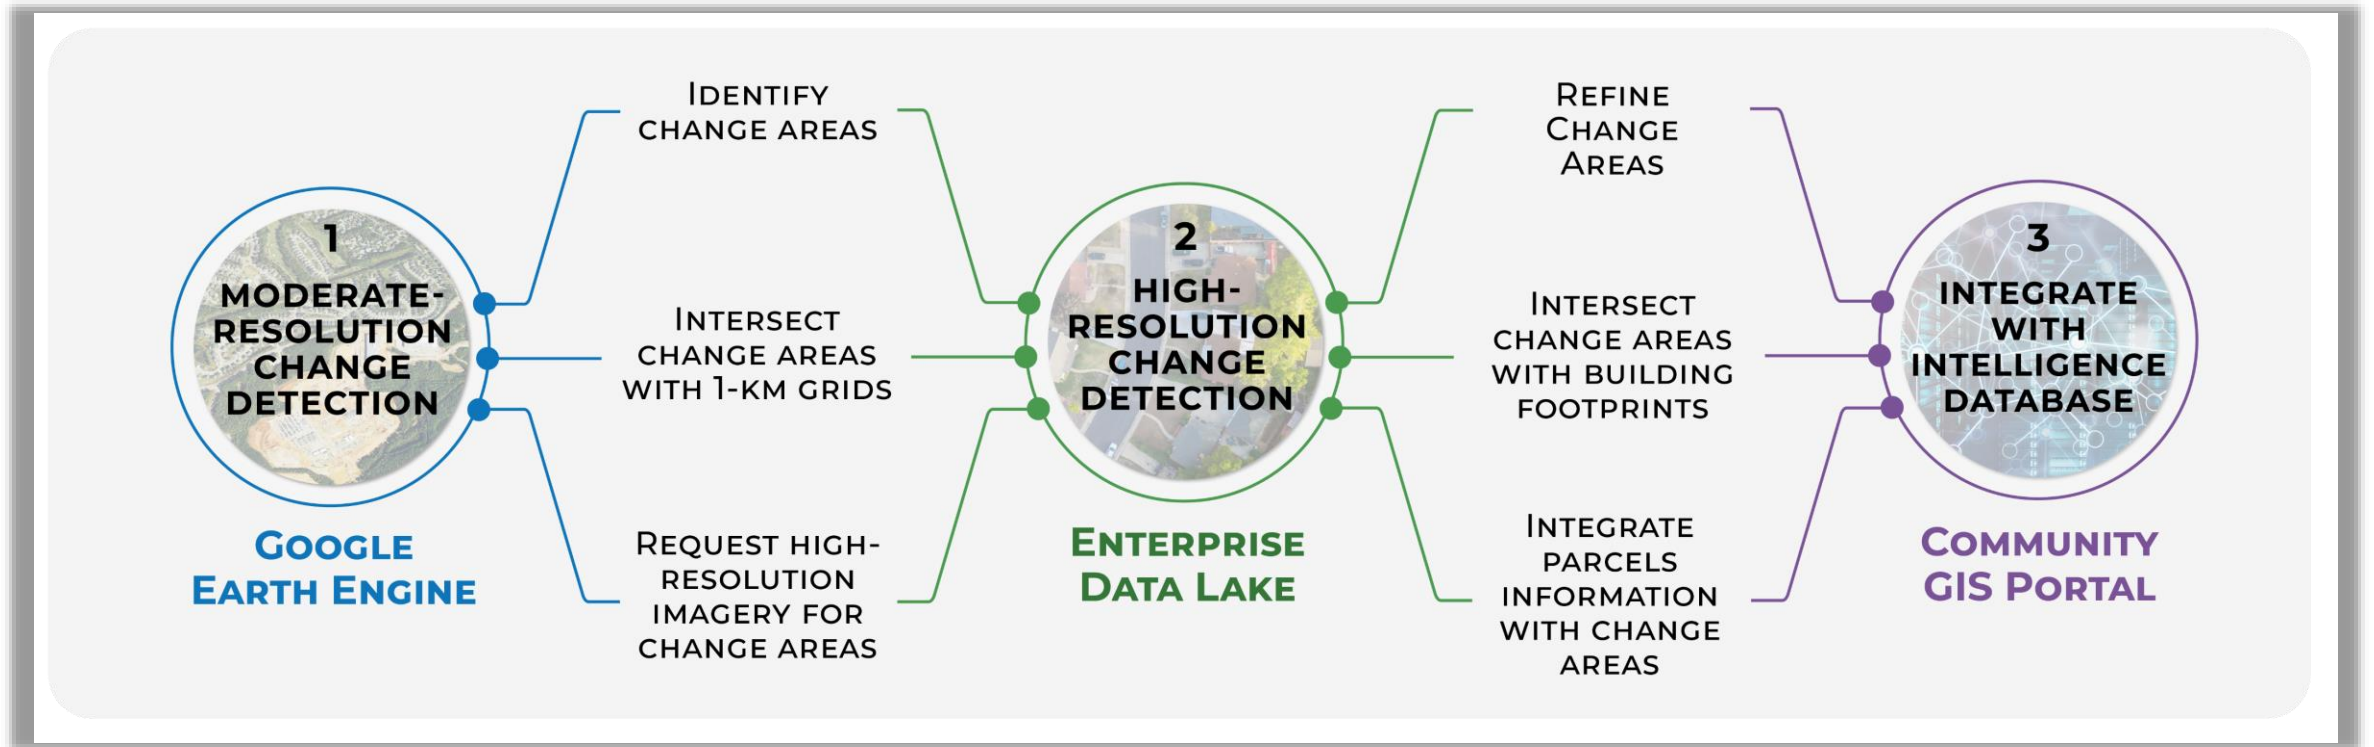 1
MODERATE-
RESOLUTION
CHANGE
DETECTION
GOOGLE
EARTH ENGINE
IDENTIFY
CHANGE AREAS
INTERSECT
CHANGE AREAS
WITH 1-KM GRIDS
REQUEST HIGH-
RESOLUTION
IMAGERY FOR
CHANGE AREAS
2
HIGH-
RESOLUTION
CHANGE
DETECTION
ENTERPRISE
DATA LAKE
REFINE
CHANGE
AREAS
INTERSECT
CHANGE AREAS
WITH BUILDING
FOOTPRINTS
INTEGRATE
PARCELS
INFORMATION
WITH CHANGE
AREAS
3
INTEGRATE
WITH
INTELLIGENCE
DATABASE
COMMUNITY
GIS PORTAL